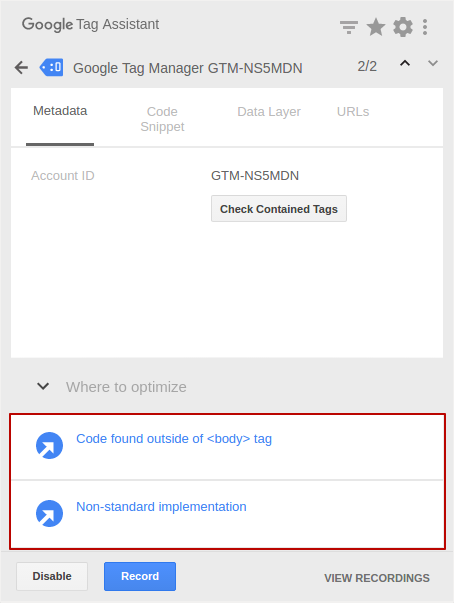 Google Tag Assistant
Google Tag Manager GTM-NS5MDN 2/2
Metadata Code Snippet Data Layer URLs
Account ID GTM-NS5MDN
Check Contained Tags
Where to optimize
Code found outside of <body> tag
Non-standard implementation
Disable Record VIEW RECORDINGS